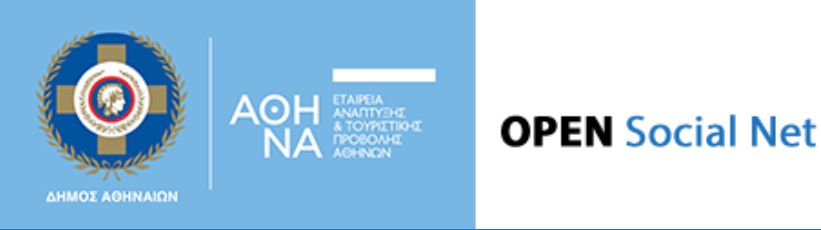 ΔΗΜΟΣ ΑΘΗΝΑΙΩΝ
ΑΘΗ
ΝΑ
ΕΤΑΙΡΕΙΑ
ΑΝΑΠΤΥΞΗΣ
& ΤΟΥΡΙΣΤΙΚΗΣ
ΠΡΟΒΟΛΗΣ
ΑΘΗΝΩΝ
OPEN Social Net